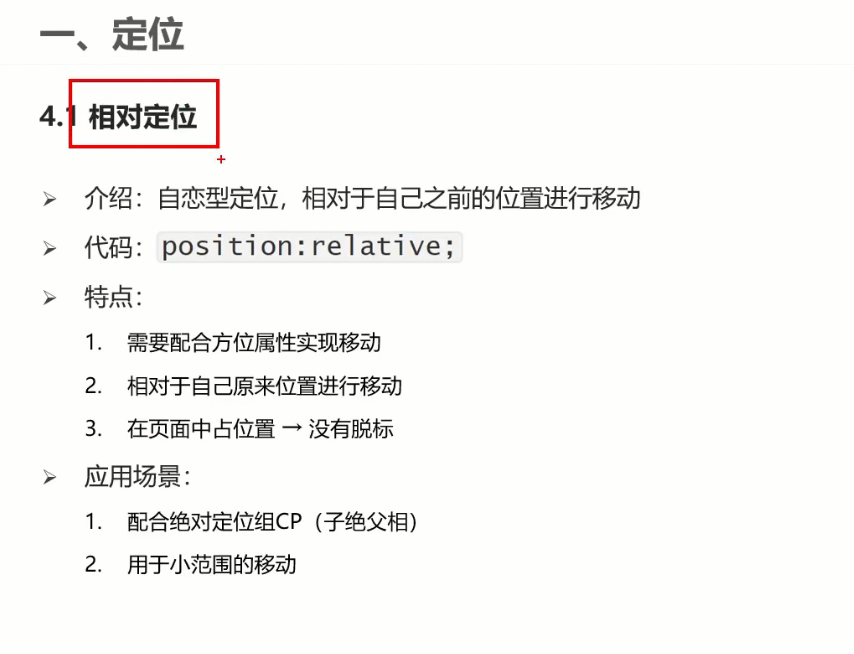 一、定位
4.1 相对定位
介绍：自恋型定位，相对于自己之前的位置进行移动
代码：position:relative;
特点：
1. 需要配合方位属性实现移动
2. 相对于自己原来位置进行移动
3. 在页面中占位置 → 没有脱标
应用场景：
1. 配合绝对定位组CP（子绝父相）
2. 用于小范围的移动